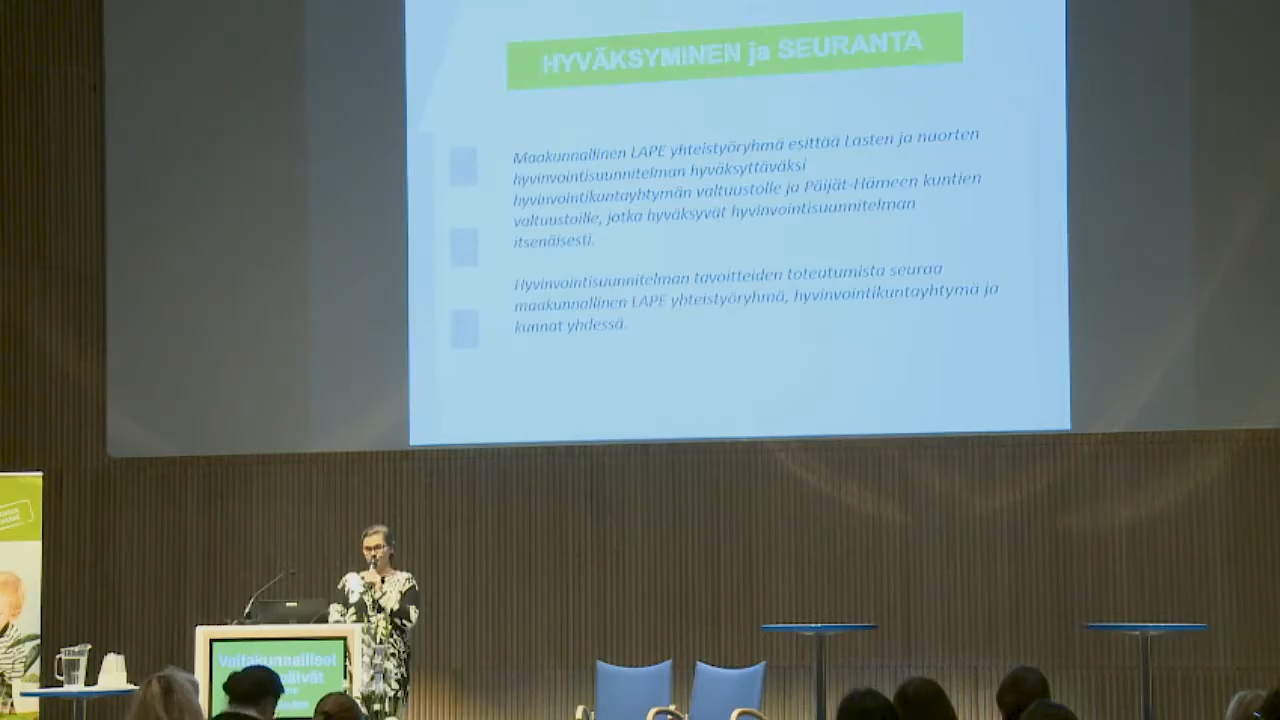 HYVÄKSYMINEN ja SEURANTA
Maakunnallinen LAPE yhteistyöryhmä esittää Lasten ja nuorten
hyvinvointisuunnitelman hyväksyttäväksi
hyvinvointikuntayhtymän valtuustolle ja Päijät-Hämeen kuntien
valtuustoille, jotka hyväksyvät hyvinvointisuunnitelman
itsenäisesti.
Hyvinvointisuunnitelman tavoitteiden toteutumista seuraa
maakunnallinen LAPE yhteistyöryhmä, hyvinvointikuntayhtymä ja
kunnat yhdessä.
Valtakunnalliset